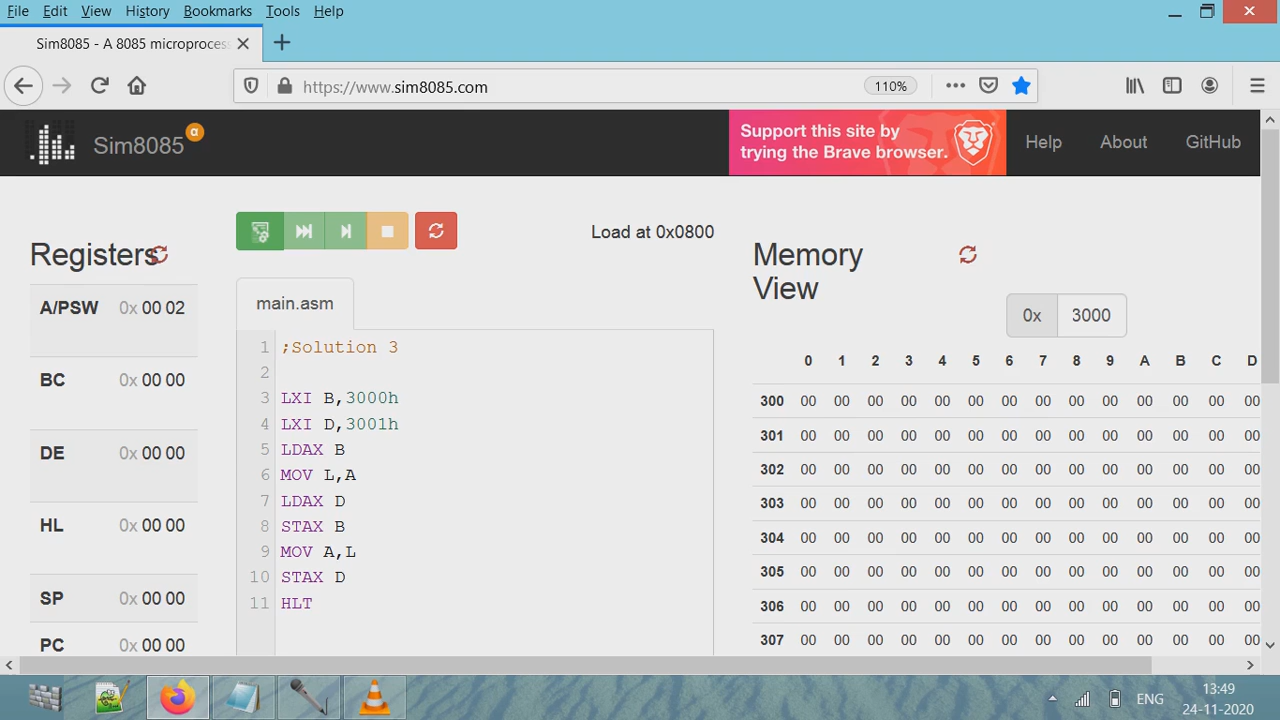 File Edit View History Bookmarks Tools Help
Sim8085 - A 8085 microproces
https://www.sim8085.com
110%
Sim8085 α
Support this site by
trying the Brave browser.
Help
About
GitHub
Registers
A/PSW 0x 00 02
BC 0x 00 00
DE 0x 00 00
HL 0x 00 00
SP 0x 00 00
PC 0x 00 00
Load at 0x0800
main.asm
1 ;Solution 3
2
3 LXI B,3000h
4 LXI D,3001h
5 LDAX B
6 MOV L,A
7 LDAX D
8 STAX B
9 MOV A,L
10 STAX D
11 HLT
Memory
View
0x 3000
0 1 2 3 4 5 6 7 8 9 A B C D
300 00 00 00 00 00 00 00 00 00 00 00 00 00 00
301 00 00 00 00 00 00 00 00 00 00 00 00 00 00
302 00 00 00 00 00 00 00 00 00 00 00 00 00 00
303 00 00 00 00 00 00 00 00 00 00 00 00 00 00
304 00 00 00 00 00 00 00 00 00 00 00 00 00 00
305 00 00 00 00 00 00 00 00 00 00 00 00 00 00
306 00 00 00 00 00 00 00 00 00 00 00 00 00 00
307 00 00 00 00 00 00 00 00 00 00 00 00 00 00
ENG
13:49
24-11-2020